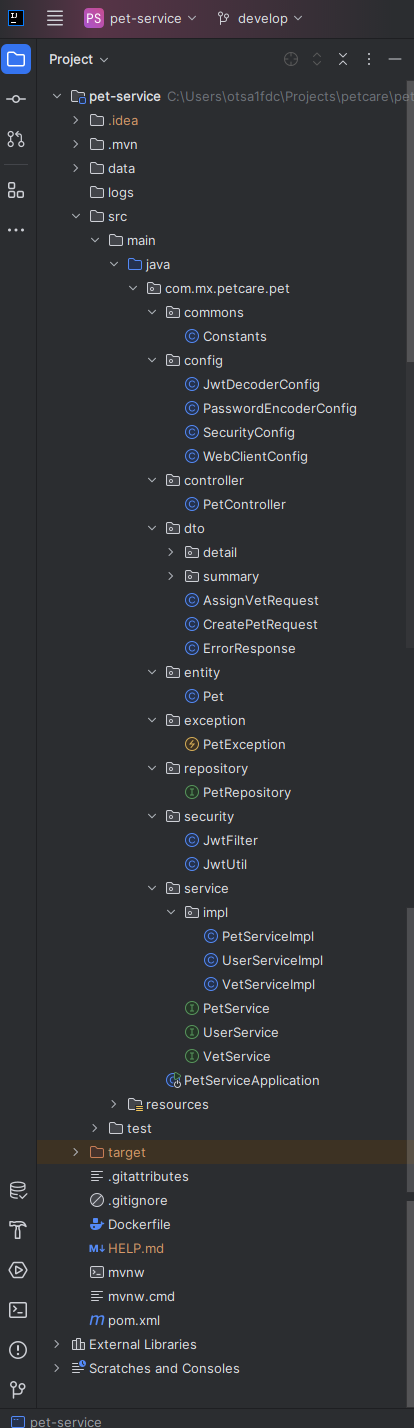 PS pet-service develop
Project
pet-service C:\Users\otsa1fdc\Projects\petcare\pet
.idea
.mvn
data
logs
src
main
java
com.mx.petcare.pet
commons
Constants
config
JwtDecoderConfig
PasswordEncoderConfig
SecurityConfig
WebClientConfig
controller
PetController
dto
detail
summary
AssignVetRequest
CreatePetRequest
ErrorResponse
entity
Pet
exception
PetException
repository
PetRepository
security
JwtFilter
JwtUtil
service
impl
PetServiceImpl
UserServiceImpl
VetServiceImpl
PetService
UserService
VetService
PetServiceApplication
resources
test
target
.gitattributes
.gitignore
Dockerfile
HELP.md
mvnw
mvnw.cmd
pom.xml
External Libraries
Scratches and Consoles
pet-service